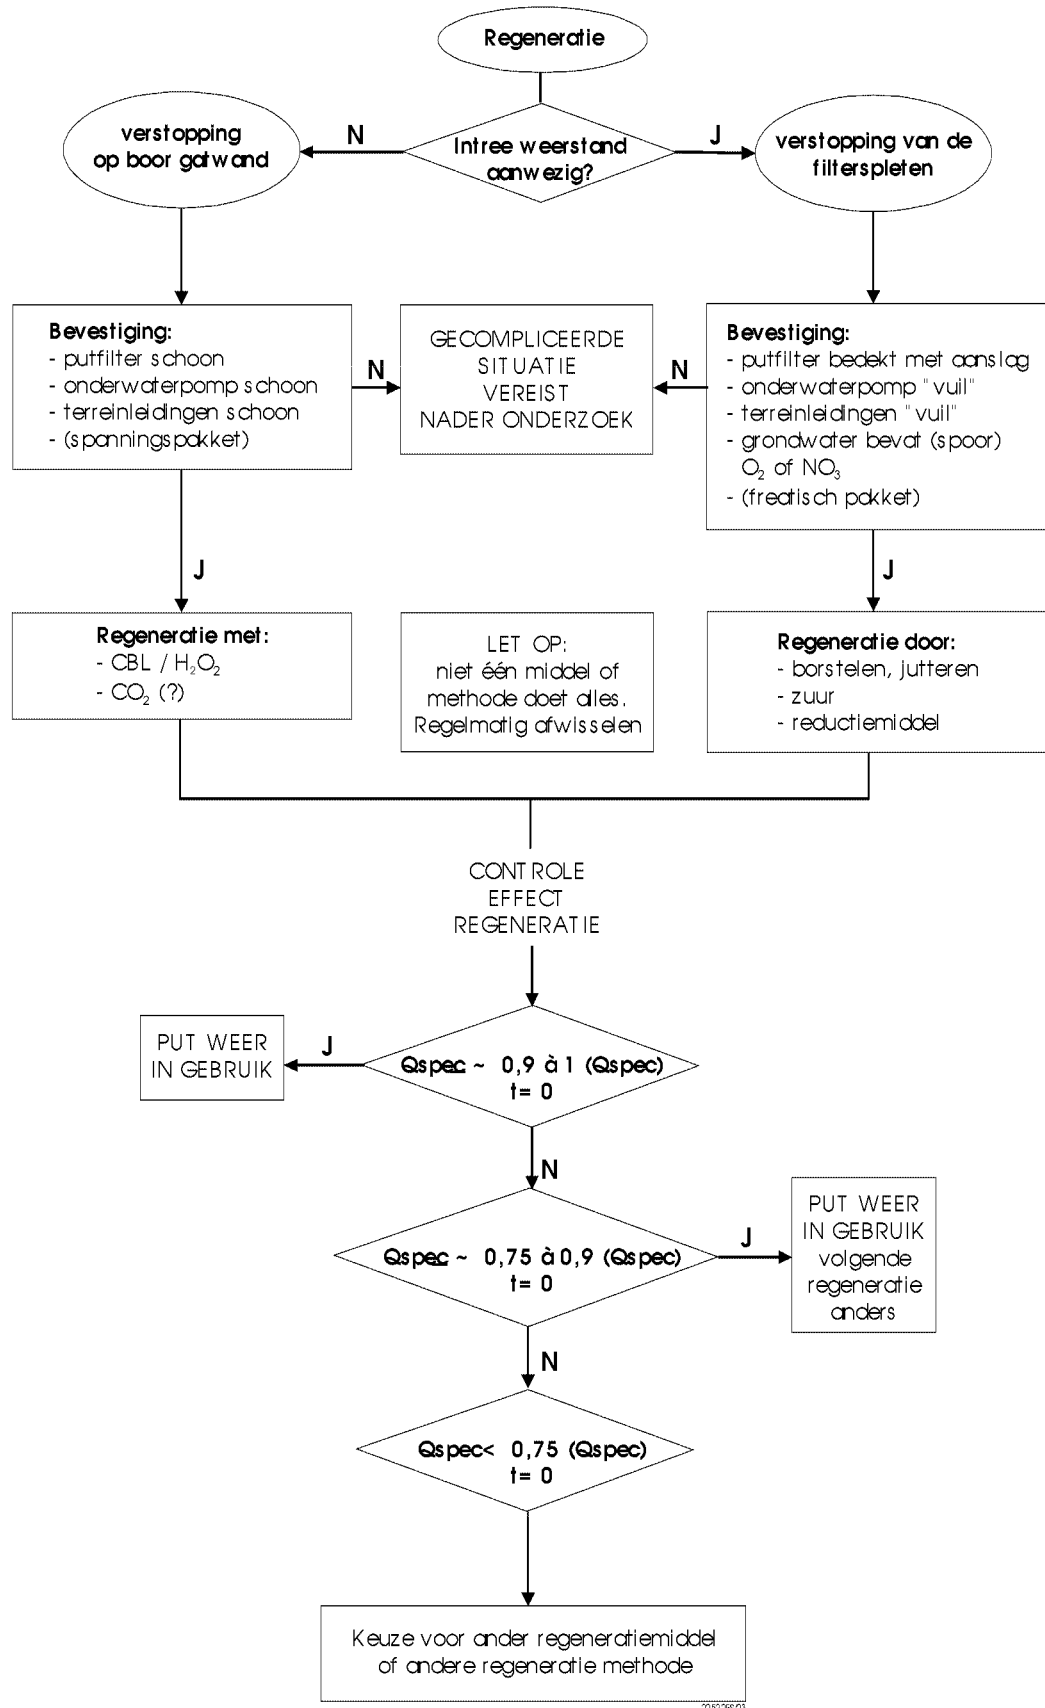 Regeneratie
Intree weerstand
aanwezig?
N
J
verstopping
op boor gatwand
verstopping van de
filterspleten
Bevestiging:
- putfilter schoon
- onderwaterpomp schoon
- terreinleidingen schoon
- (spanningspakket)
N
GECOMPLICEERDE
SITUATIE
VEREIST
NADER ONDERZOEK
N
Bevestiging:
- putfilter bedekt met aanslag
- onderwaterpomp "vuil"
- terreinleidingen "vuil"
- grondwater bevat (spoor)
O₂ of NO₃
- (freatisch pakket)
J
J
Regeneratie met:
- CBL / H₂O₂
- CO₂ (?)
LET OP:
niet één middel of
methode doet alles.
Regelmatig afwisselen
Regeneratie door:
- borstelen, jutteren
- zuur
- reductiemiddel
CONTROLE
EFFECT
REGENERATIE
PUT WEER
IN GEBRUIK
J
Qspec ~ 0,9 à 1 (Qspec)
t= 0
N
Qspec ~ 0,75 à 0,9 (Qspec)
t= 0
J
PUT WEER
IN GEBRUIK
volgende
regeneratie
anders
N
Qspec< 0,75 (Qspec)
t= 0
Keuze voor ander regeneratiemiddel
of andere regeneratie methode